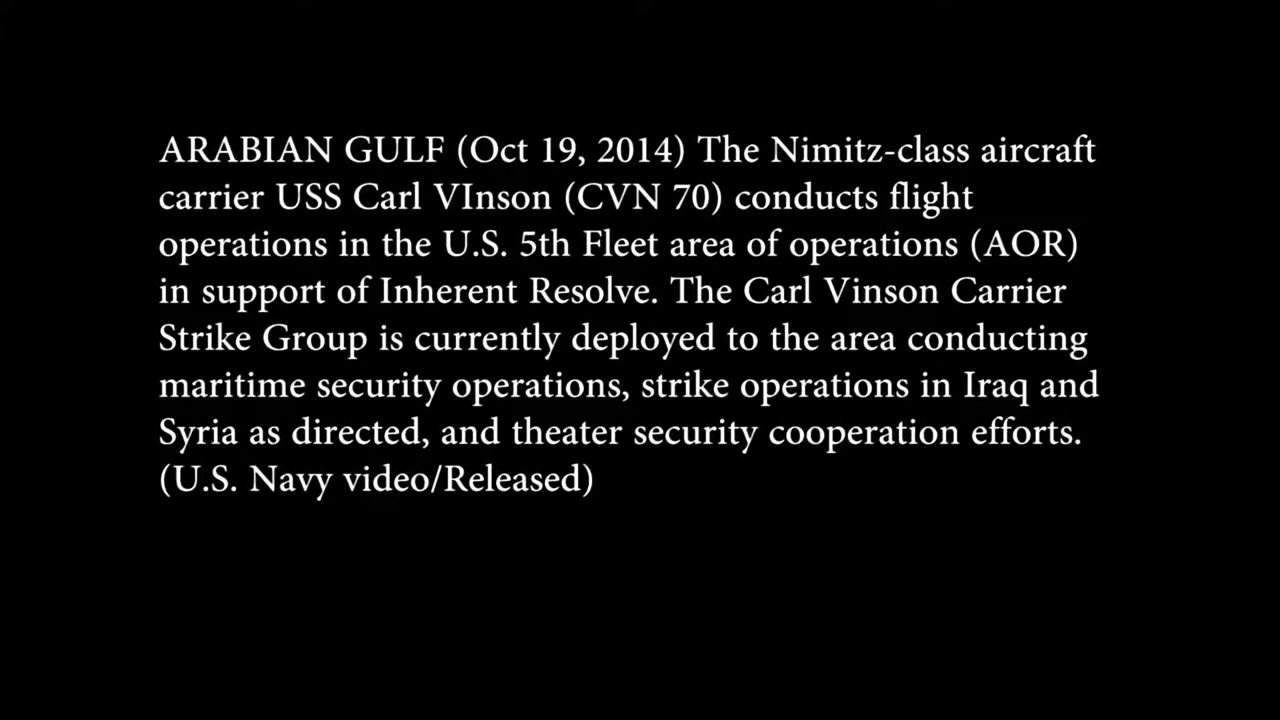 ARABIAN GULF (Oct 19, 2014) The Nimitz-class aircraft
carrier USS Carl VInson (CVN 70) conducts flight
operations in the U.S. 5th Fleet area of operations (AOR)
in support of Inherent Resolve. The Carl Vinson Carrier
Strike Group is currently deployed to the area conducting
maritime security operations, strike operations in Iraq and
Syria as directed, and theater security cooperation efforts.
(U.S. Navy video/Released)